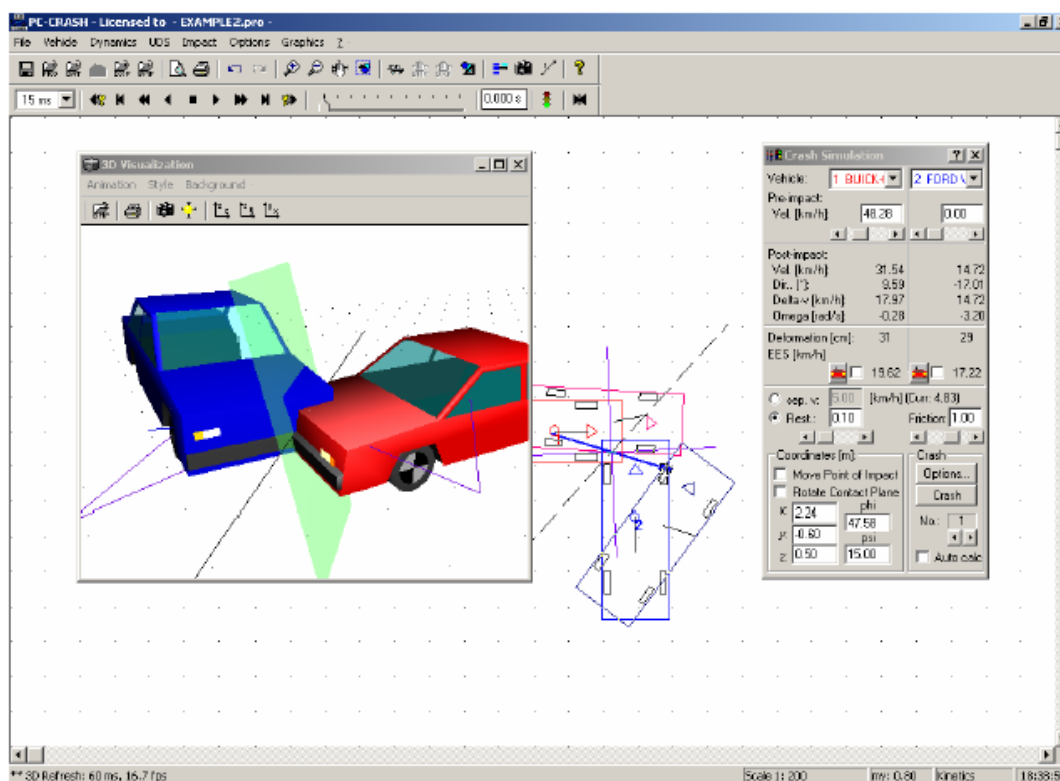 PC-CRASH - Licensed to - EXAMPLE2.pro -
File Vehicle Dynamics UDS Impact Options Graphics ?
15 ms 0.000 s
3D Visualization
Animation Style Background
Crash Simulation
Vehicle: 1 BUICK-( 2 FORD \
Pre-impact:
Vel. [km/h]: 48.28 0.00
Post-impact:
Vel. [km/h]: 31.54 14.72
Dir.. [°]: 9.59 -17.01
Delta-v [km/h]: 17.97 14.72
Omega [rad/s]: -0.28 -3.20
Deformation [cm]: 31 29
EES [km/h]
19.62 17.22
sep. v: 5.00 [km/h] (Curr: 4.83)
Rest.: 0.10 Friction: 1.00
Coordinates [m]: Crash
Move Point of Impact Options...
Rotate Contact Plane Crash
phi
x: 2.24 47.58 No.: 1
y: -0.60 psi
z: 0.50 15.00 Auto calc
2
** 3D Refresh: 60 ms, 16.7 fps Scale 1: 200 my: 0.80 kinetics